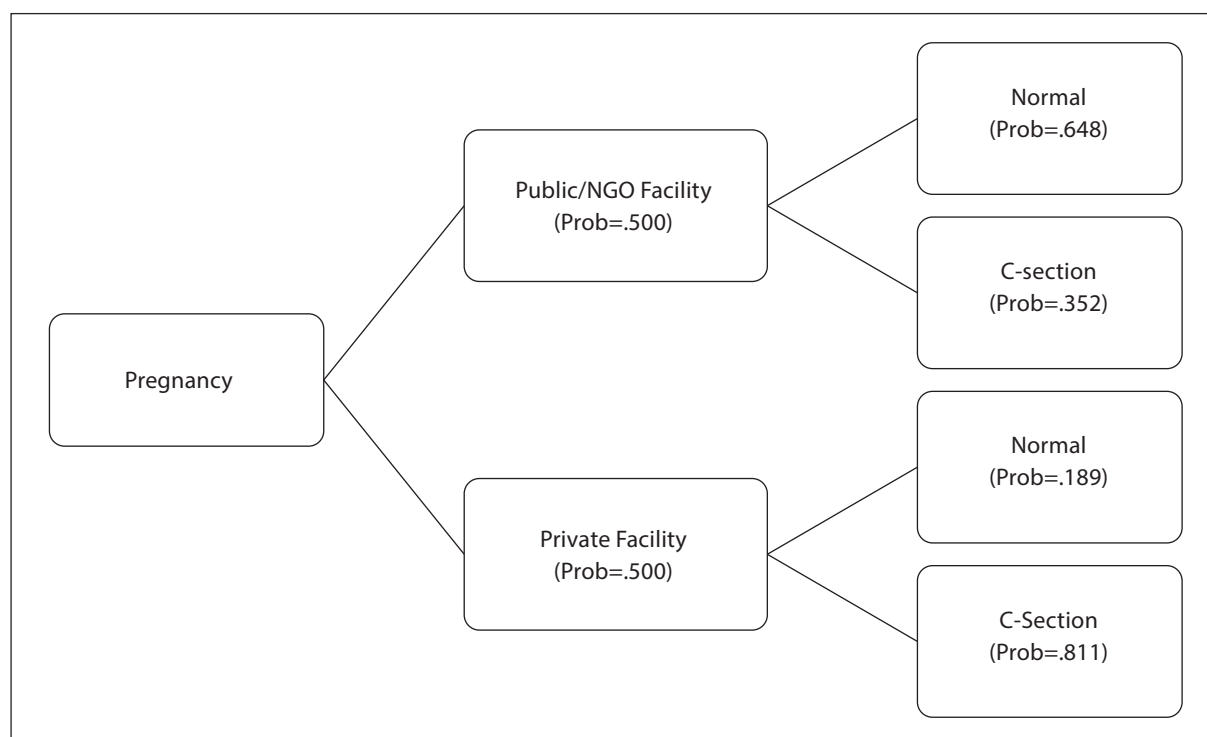 Pregnancy
Public/NGO Facility
(Prob=.500)
Normal
(Prob=.648)
C-section
(Prob=.352)
Private Facility
(Prob=.500)
Normal
(Prob=.189)
C-Section
(Prob=.811)